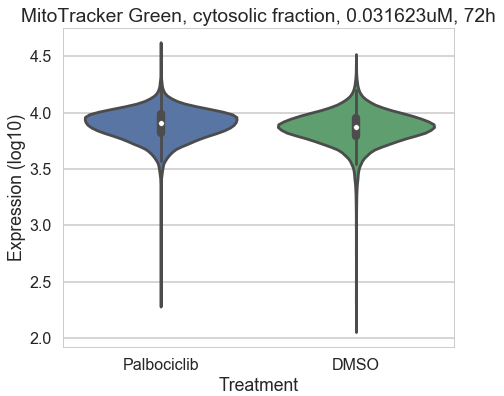 MitoTracker Green, cytosolic fraction, 0.031623uM, 72h
Expression (log10)
4.5
4.0
3.5
3.0
2.5
2.0
Palbociclib DMSO
Treatment